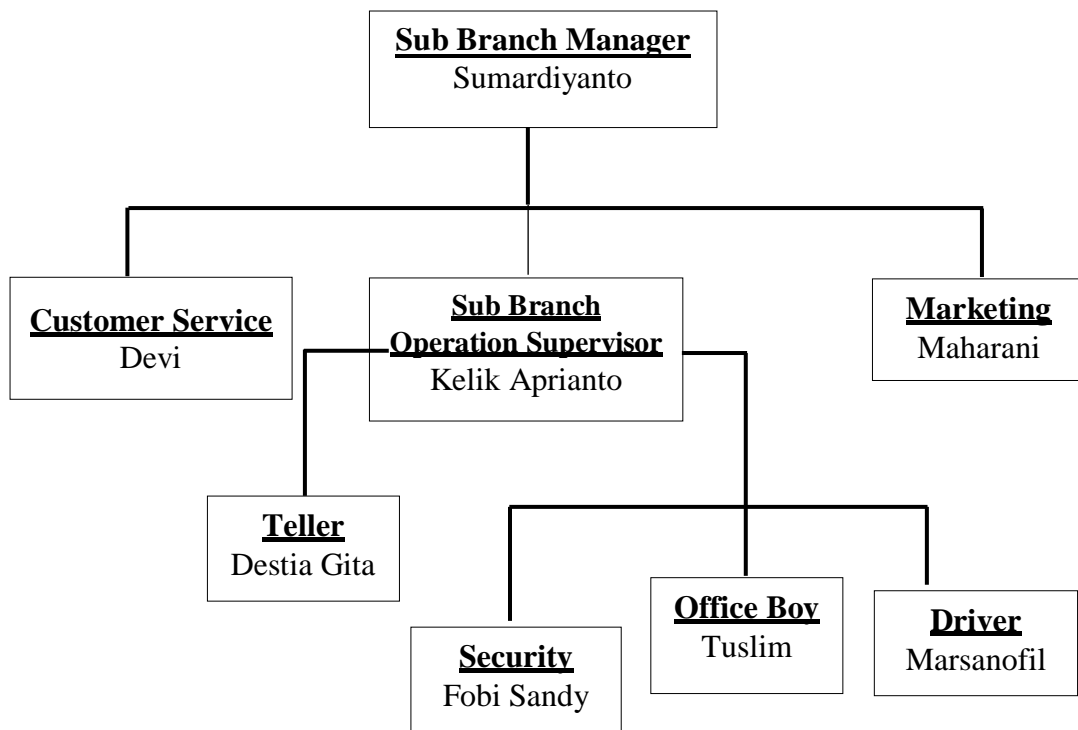 Sub Branch Manager
Sumardiyanto
Customer Service
Devi
Sub Branch
Operation Supervisor
Kelik Aprianto
Marketing
Maharani
Teller
Destia Gita
Security
Fobi Sandy
Office Boy
Tuslim
Driver
Marsanofil